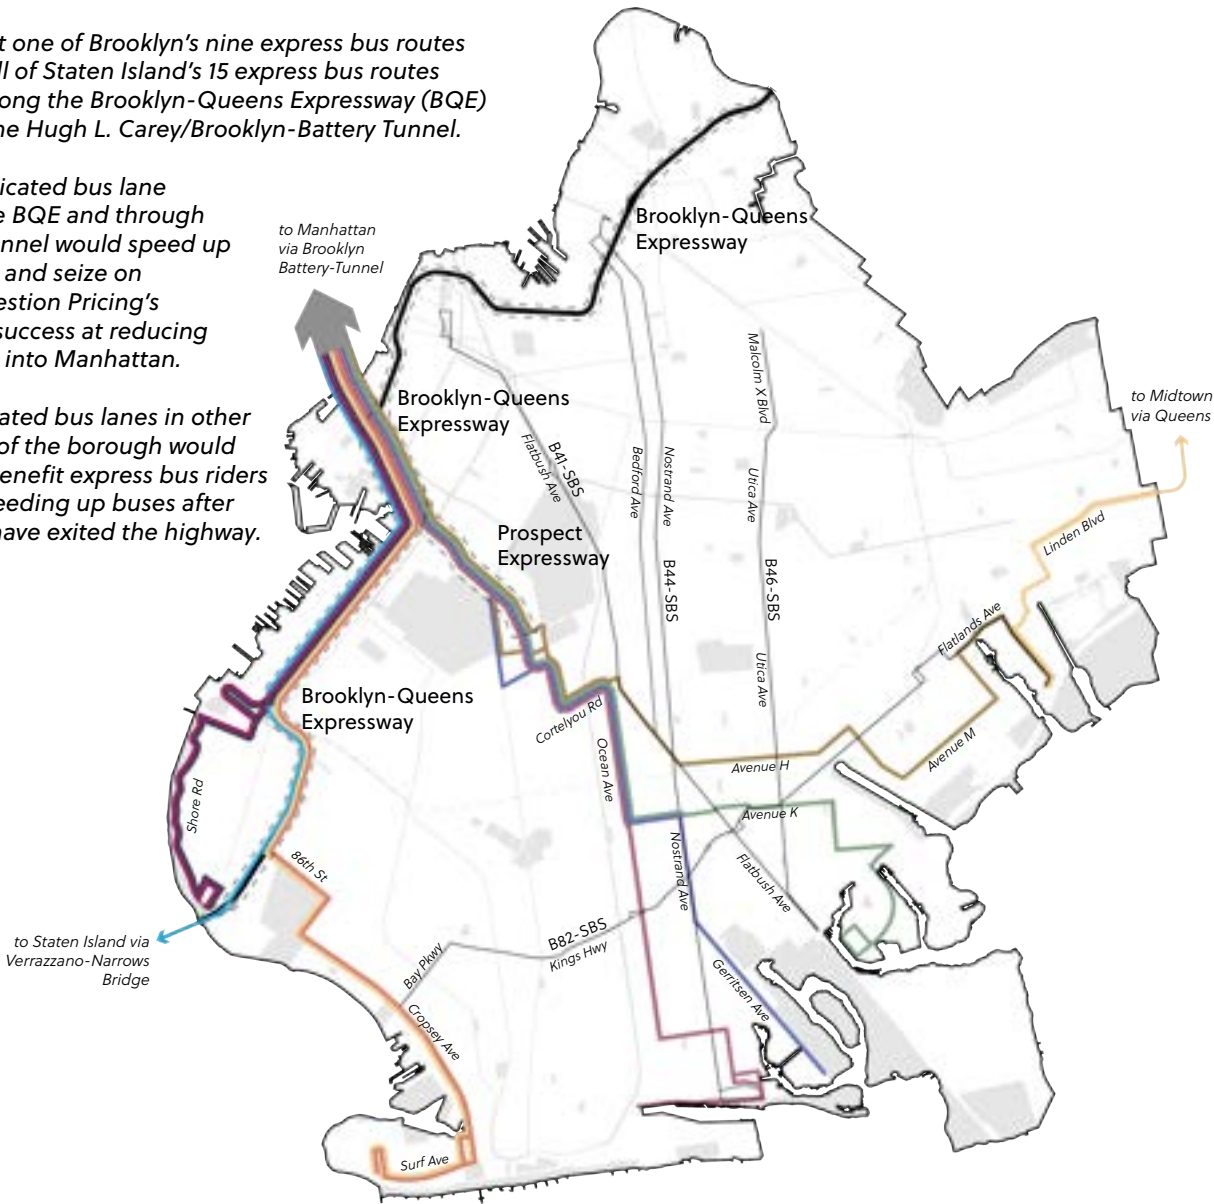 t one of Brooklyn's nine express bus routes
ll of Staten Island's 15 express bus routes
ong the Brooklyn-Queens Expressway (BQE)
ne Hugh L. Carey/Brooklyn-Battery Tunnel.
icated bus lane
e BQE and through
nnel would speed up
and seize on
estion Pricing's
success at reducing
into Manhattan.
ated bus lanes in other
of the borough would
enefit express bus riders
eeding up buses after
have exited the highway.
to Manhattan
via Brooklyn
Battery-Tunnel
Brooklyn-Queens
Expressway
to Midtown
via Queens
Brooklyn-Queens
Expressway
Malcolm X Blvd
B41-SBS
Flatbush Ave
Bedford Ave
Nostrand Ave
Utica Ave
Linden Blvd
Prospect
Expressway
B44-SBS
B46-SBS
Flatlands Ave
Utica Ave
Brooklyn-Queens
Expressway
Cortelyou Rd
Ocean Ave
Avenue H
Avenue M
Shore Rd
Avenue K
86th St
Nostrand Ave
Flatbush Ave
to Staten Island via
Verrazzano-Narrows
Bridge
B82-SBS
Kings Hwy
Bay Pkwy
Gerritsen Ave
Cropsey Ave
Surf Ave